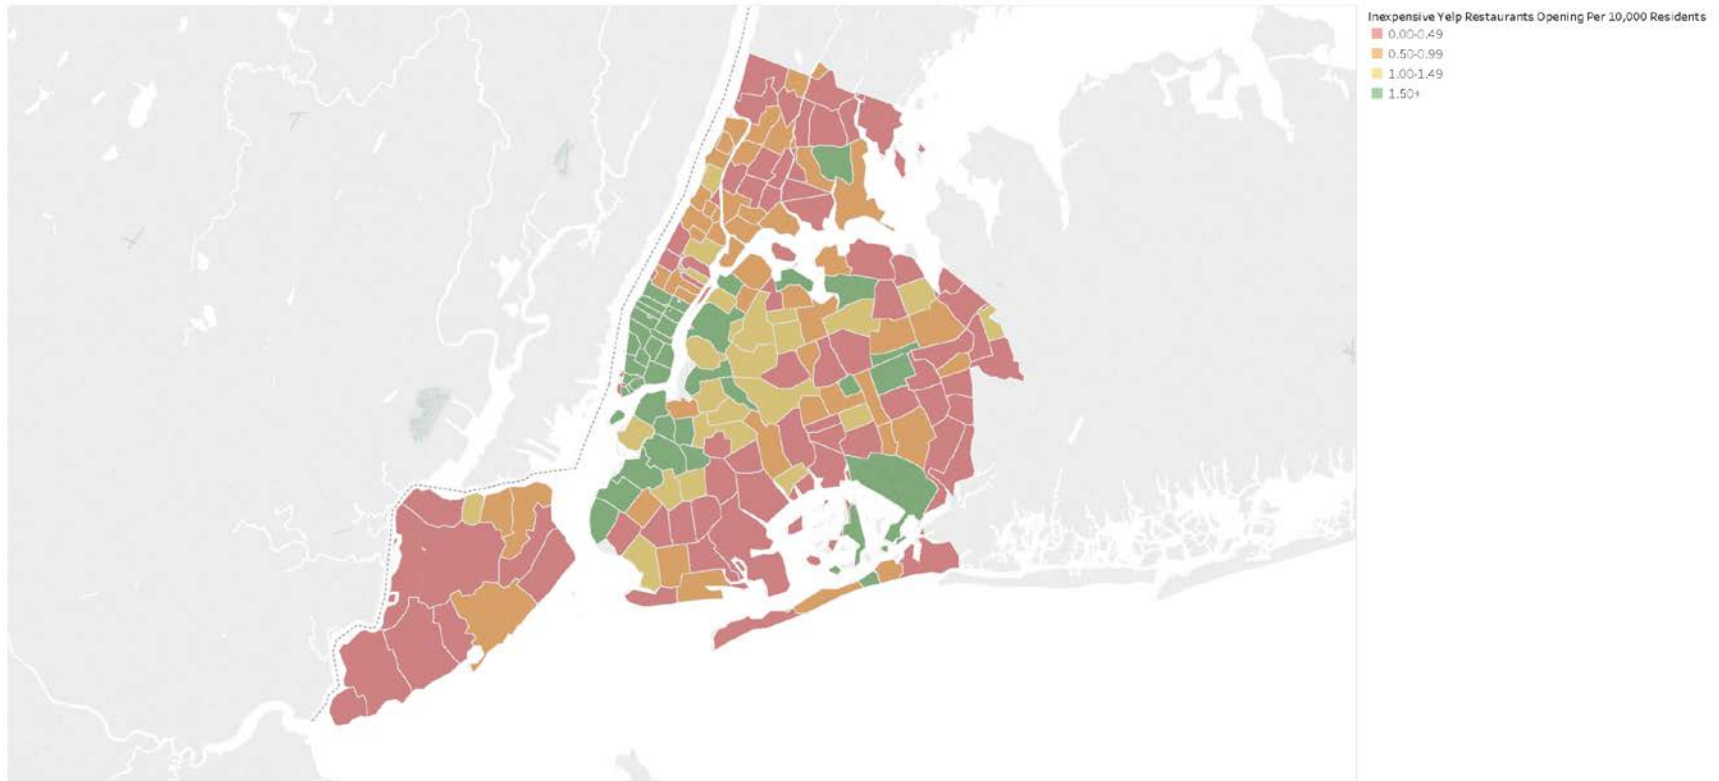 Inexpensive Yelp Restaurants Opening Per 10,000 Residents
0.00-0.49
0.50-0.99
1.00-1.49
1.50+